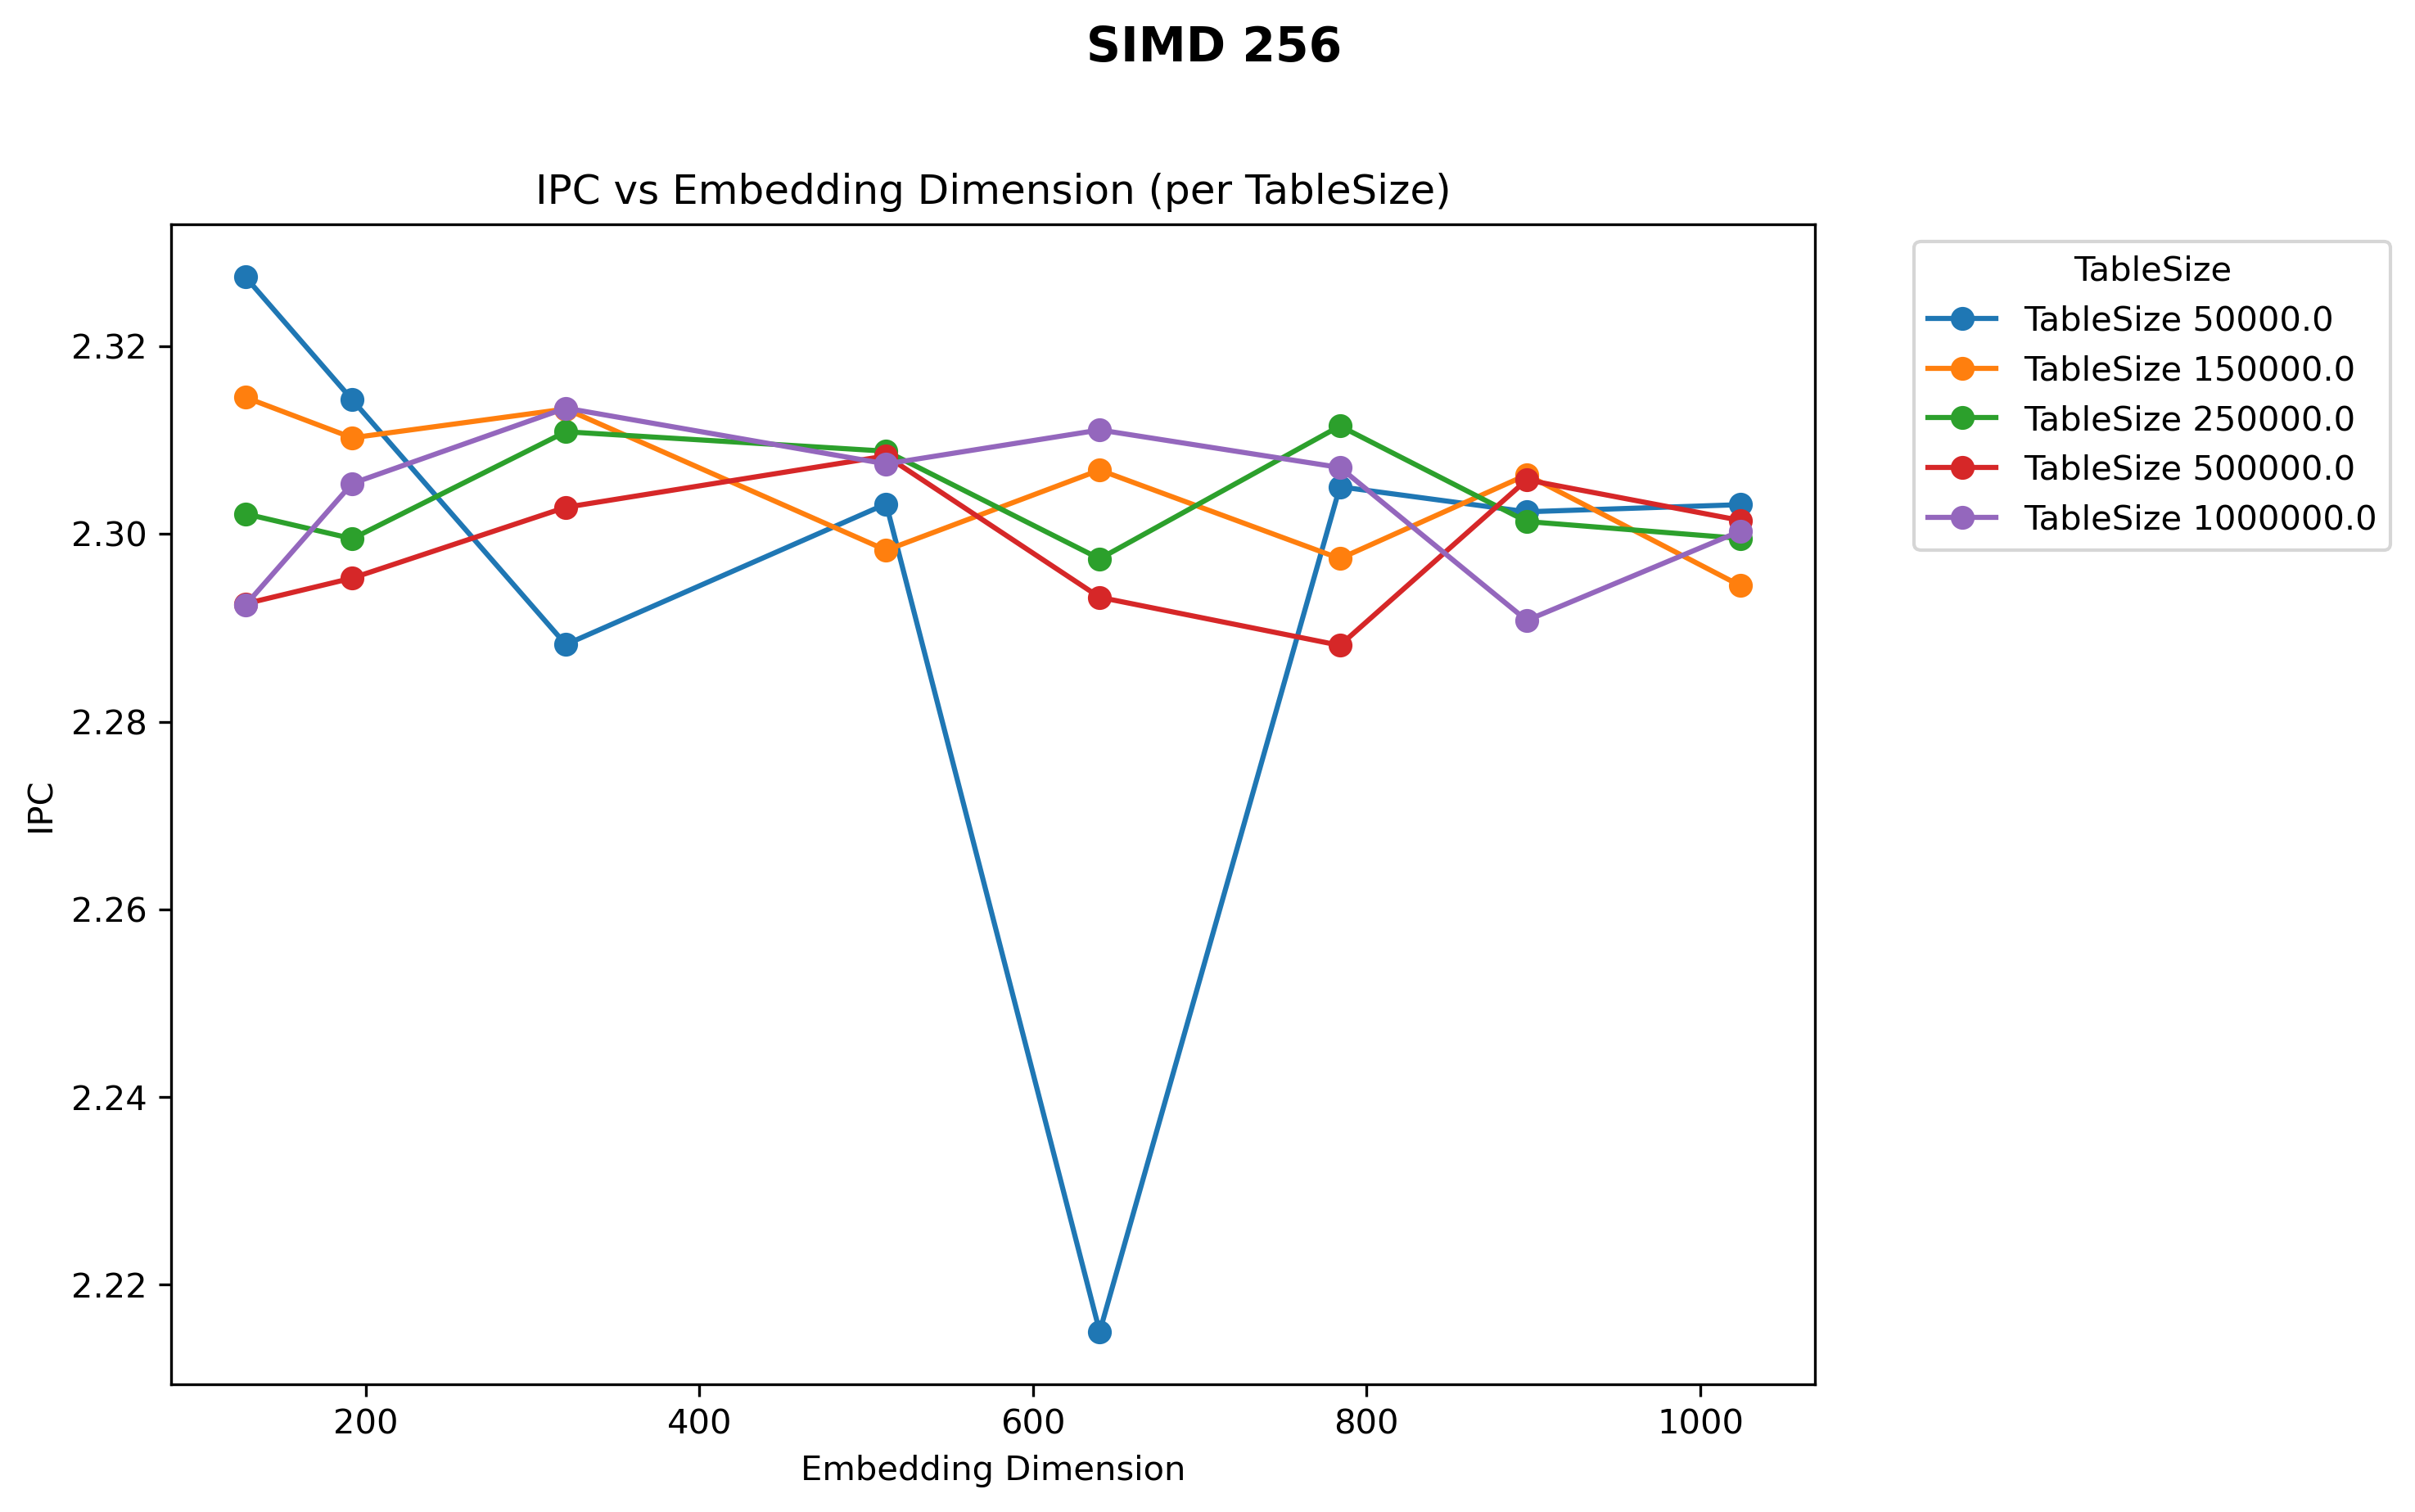 SIMD 256
IPC vs Embedding Dimension (per TableSize)
TableSize
TableSize 50000.0
TableSize 150000.0
TableSize 250000.0
TableSize 500000.0
TableSize 1000000.0
IPC
2.32
2.30
2.28
2.26
2.24
2.22
200
400
600
800
1000
Embedding Dimension